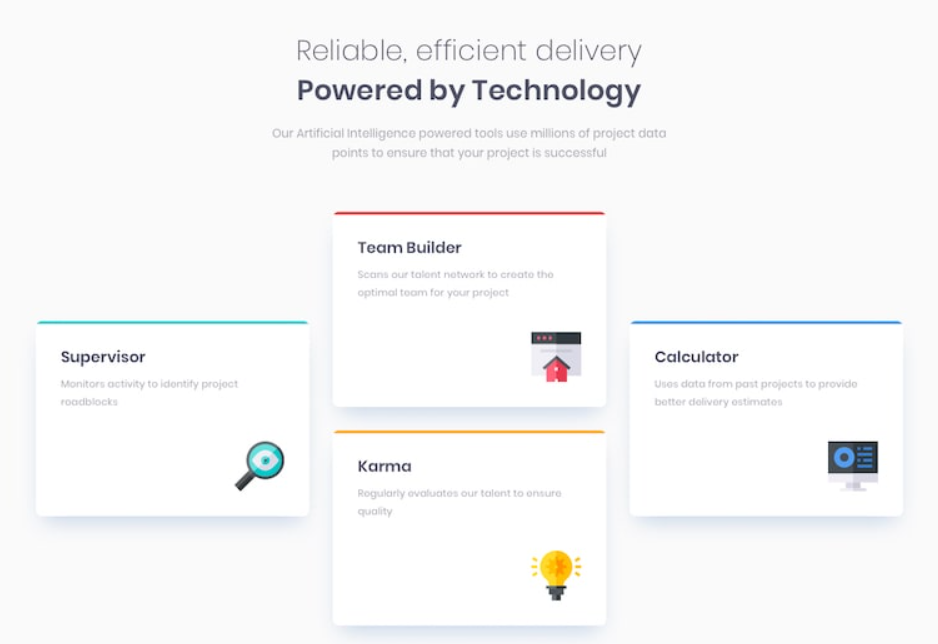 Reliable, efficient delivery
Powered by Technology
Our Artificial Intelligence powered tools use millions of project data
points to ensure that your project is successful
Supervisor
Monitors activity to identify project
roadblocks
Team Builder
Scans our talent network to create the
optimal team for your project
Karma
Regularly evaluates our talent to ensure
quality
Calculator
Uses data from past projects to provide
better delivery estimates